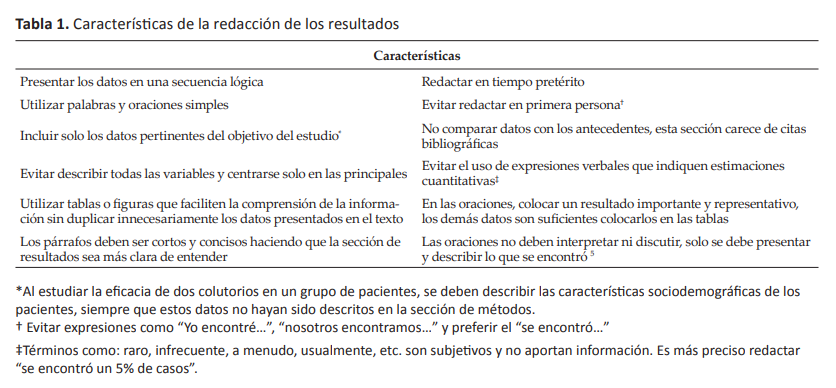 Tabla 1. Características de la redacción de los resultados
Características
Presentar los datos en una secuencia lógica
Redactar en tiempo pretérito
Utilizar palabras y oraciones simples
Evitar redactar en primera persona†
Incluir solo los datos pertinentes del objetivo del estudio*
No comparar datos con los antecedentes, esta sección carece de citas
bibliográficas
Evitar describir todas las variables y centrarse solo en las principales
Evitar el uso de expresiones verbales que indiquen estimaciones
cuantitativas‡
Utilizar tablas o figuras que faciliten la comprensión de la informa-
ción sin duplicar innecesariamente los datos presentados en el texto
En las oraciones, colocar un resultado importante y representativo,
los demás datos son suficientes colocarlos en las tablas
Los párrafos deben ser cortos y concisos haciendo que la sección de
resultados sea más clara de entender
Las oraciones no deben interpretar ni discutir, solo se debe presentar
y describir lo que se encontró 5
*Al estudiar la eficacia de dos colutorios en un grupo de pacientes, se deben describir las características sociodemográficas de los
pacientes, siempre que estos datos no hayan sido descritos en la sección de métodos.
† Evitar expresiones como “Yo encontré…”, “nosotros encontramos…” y preferir el “se encontró…”
‡Términos como: raro, infrecuente, a menudo, usualmente, etc. son subjetivos y no aportan información. Es más preciso redactar
“se encontró un 5% de casos”.